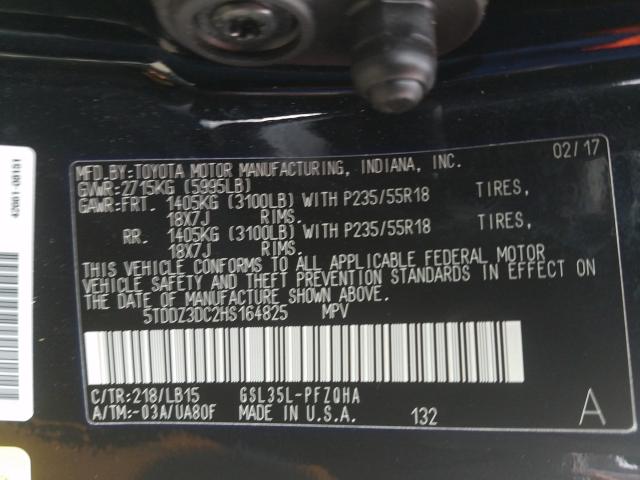 MFD.BY:TOYOTA MOTOR MANUFACTURING, INDIANA, INC. 02/17
GVWR:2715KG (5995LB)
GAWR:FRT. 1405KG (3100LB) WITH P235/55R18 TIRES,
18X7J RIMS.
RR. 1405KG (3100LB) WITH P235/55R18 TIRES,
18X7J RIMS.
THIS VEHICLE CONFORMS TO ALL APPLICABLE FEDERAL MOTOR
VEHICLE SAFETY AND THEFT PREVENTION STANDARDS IN EFFECT ON
THE DATE OF MANUFACTURE SHOWN ABOVE.
5TDDZ3DC2HS164825 MPV
C/TR:218/LB15 GSL35L-PFZQHA
A/TM:-03A/UA80F MADE IN U.S.A. 132 A